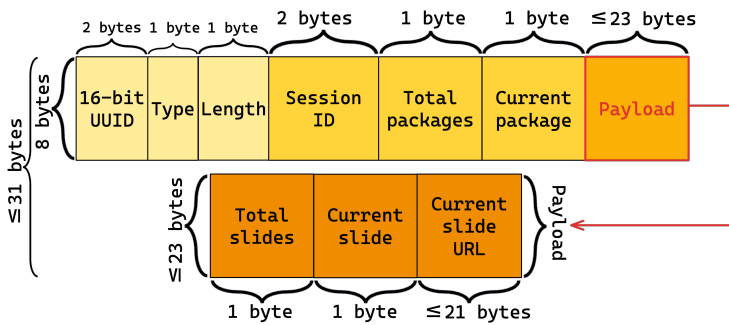 2 bytes 1 byte 1 byte 2 bytes 1 byte 1 byte ≤23 bytes
≤31 bytes
8 bytes
16-bit UUID
Type
Length
Session ID
Total packages
Current package
Payload
≤23 bytes
Total slides
Current slide
Current slide URL
Payload
1 byte 1 byte ≤21 bytes